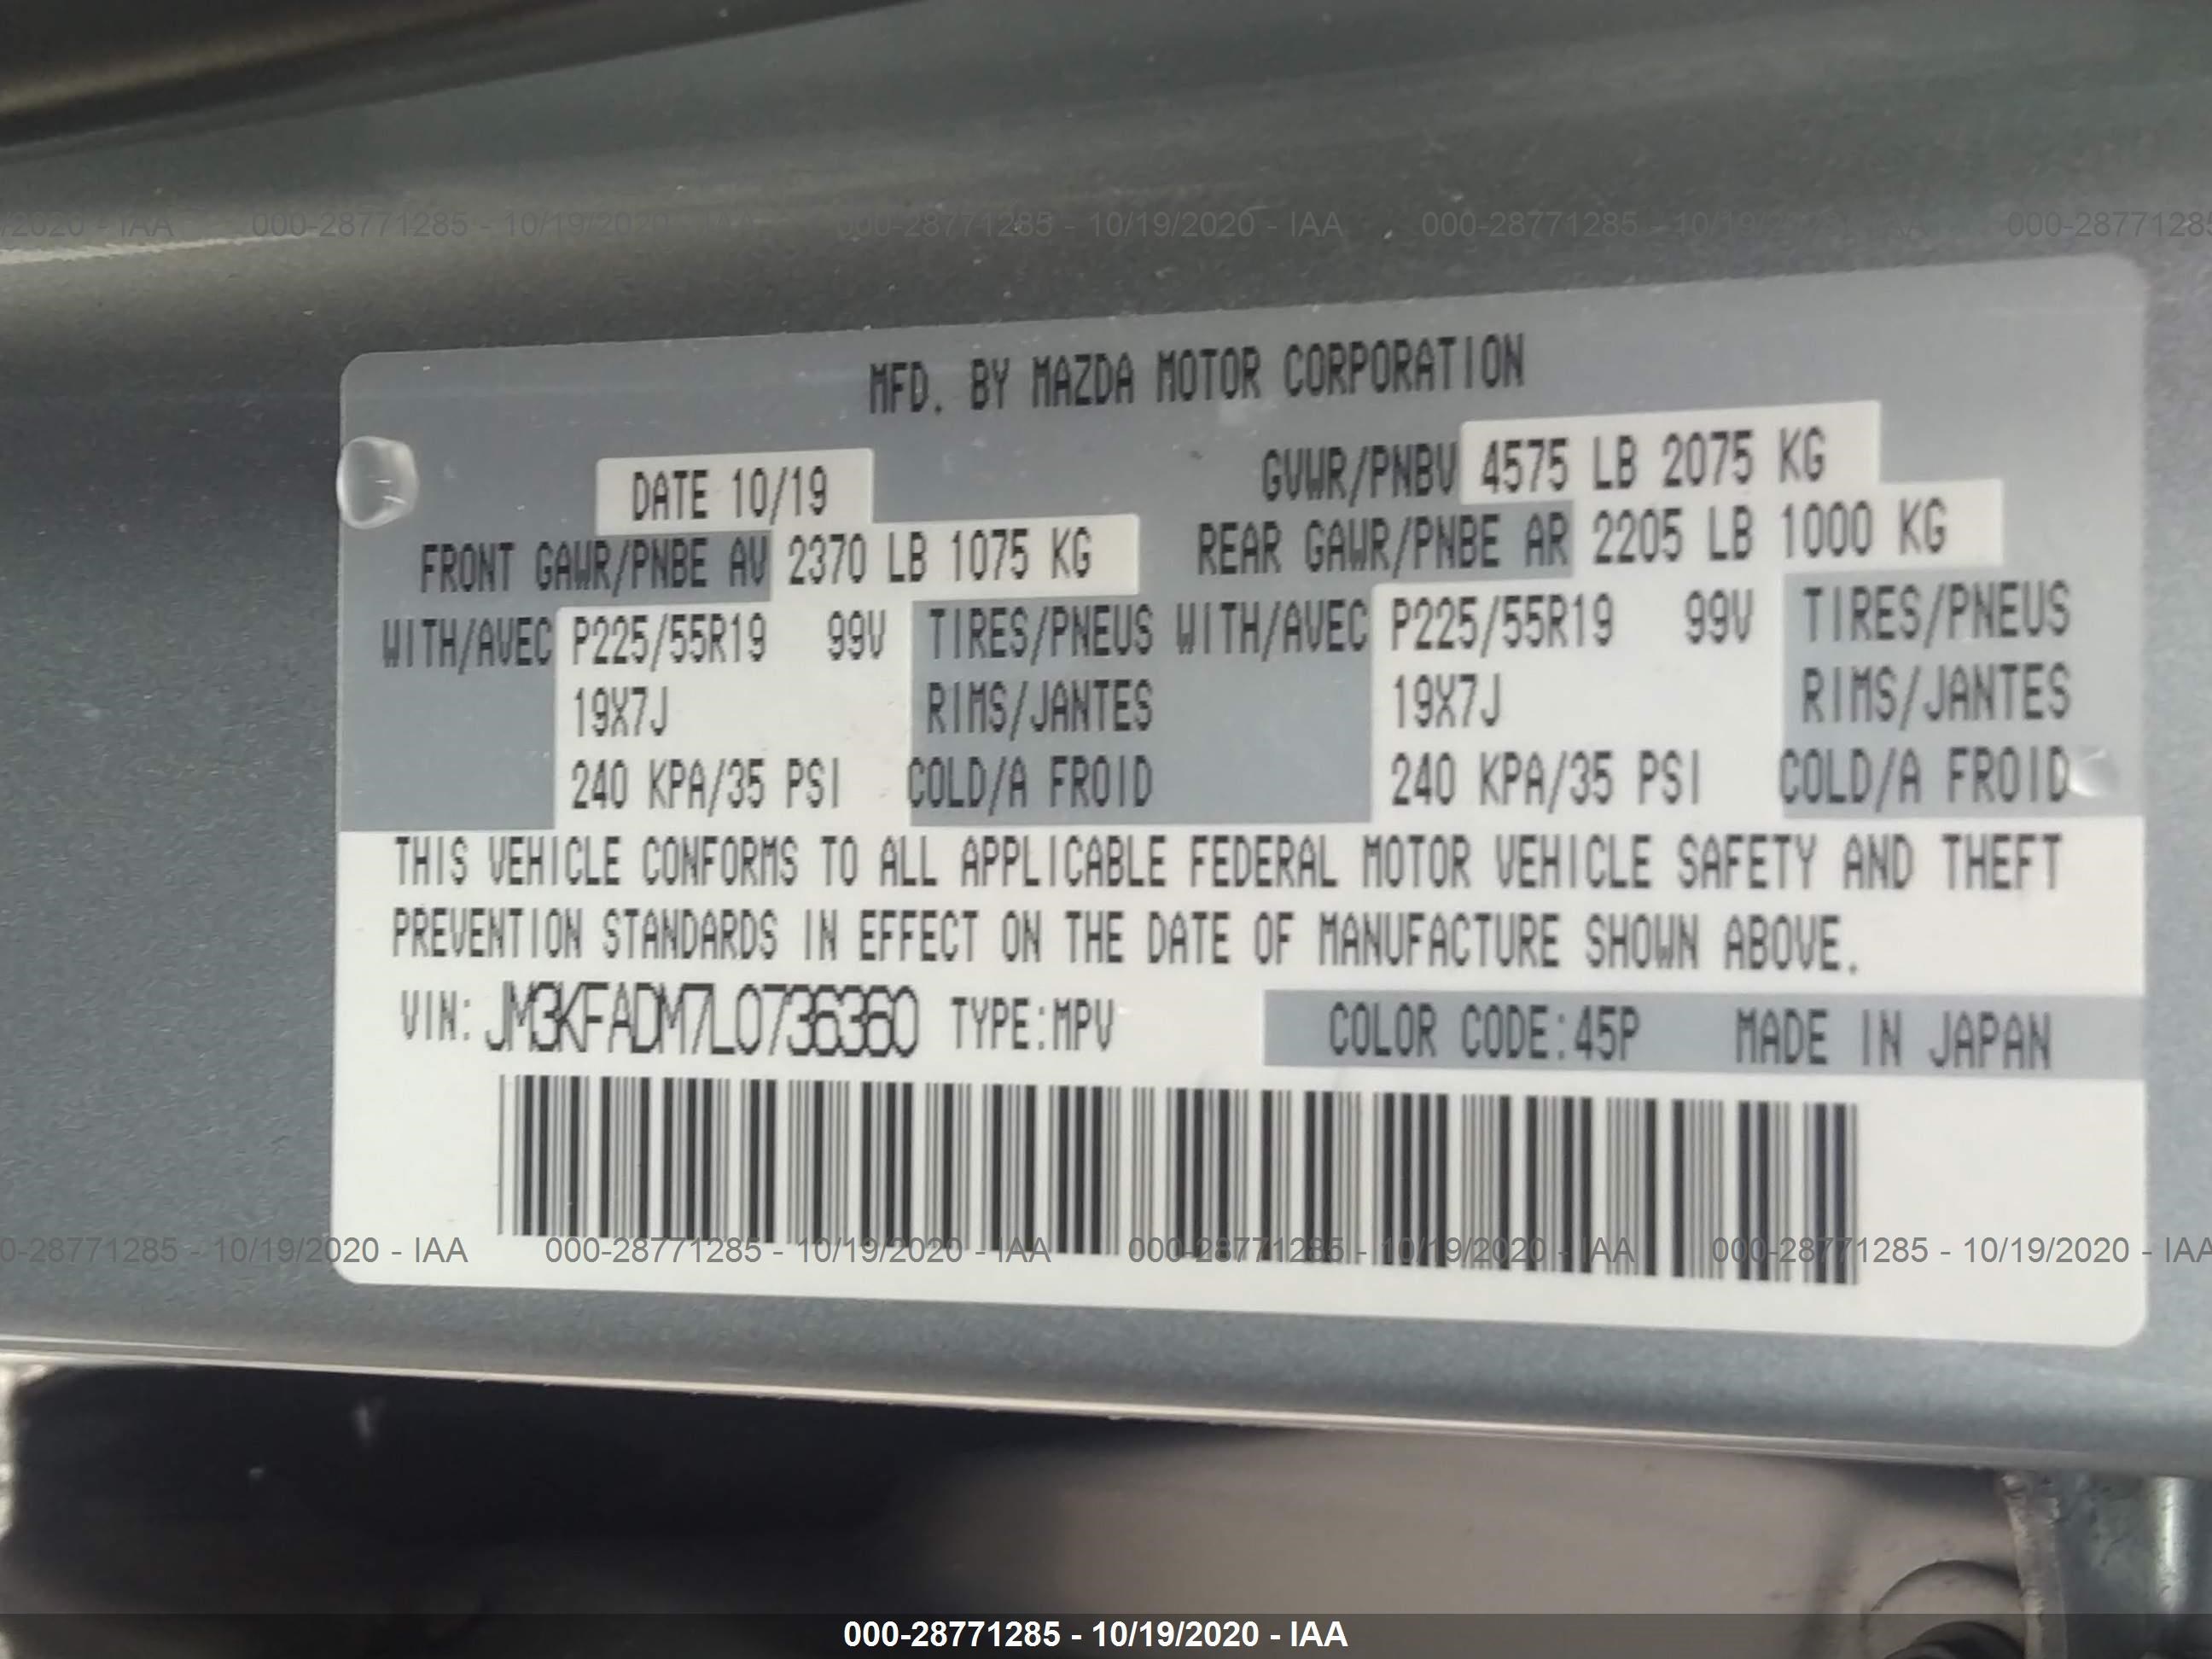 /2020 - IAA 000-28771285 - 10/19/2020 - IAA 000-28771285 - 10/19/2020 - IAA 000-28771285 - 10/19/2020 - IAA 000-28771285
MFD. BY MAZDA MOTOR CORPORATION
DATE 10/19 GVWR/PNBV 4575 LB 2075 KG
FRONT GAWR/PNBE AV 2370 LB 1075 KG REAR GAWR/PNBE AR 2205 LB 1000 KG
WITH/AVEC P225/55R19 99V TIRES/PNEUS WITH/AVEC P225/55R19 99V TIRES/PNEUS
19X7J RIMS/JANTES 19X7J RIMS/JANTES
240 KPA/35 PSI COLD/A FROID 240 KPA/35 PSI COLD/A FROID
THIS VEHICLE CONFORMS TO ALL APPLICABLE FEDERAL MOTOR VEHICLE SAFETY AND THEFT
PREVENTION STANDARDS IN EFFECT ON THE DATE OF MANUFACTURE SHOWN ABOVE.
VIN: JM3KFADM7L0736360 TYPE:MPV COLOR CODE:45P MADE IN JAPAN
0-28771285 - 10/19/2020 - IAA 000-28771285 - 10/19/2020 - IAA 000-28771285 - 10/19/2020 - IAA 000-28771285 - 10/19/2020 - IAA
000-28771285 - 10/19/2020 - IAA